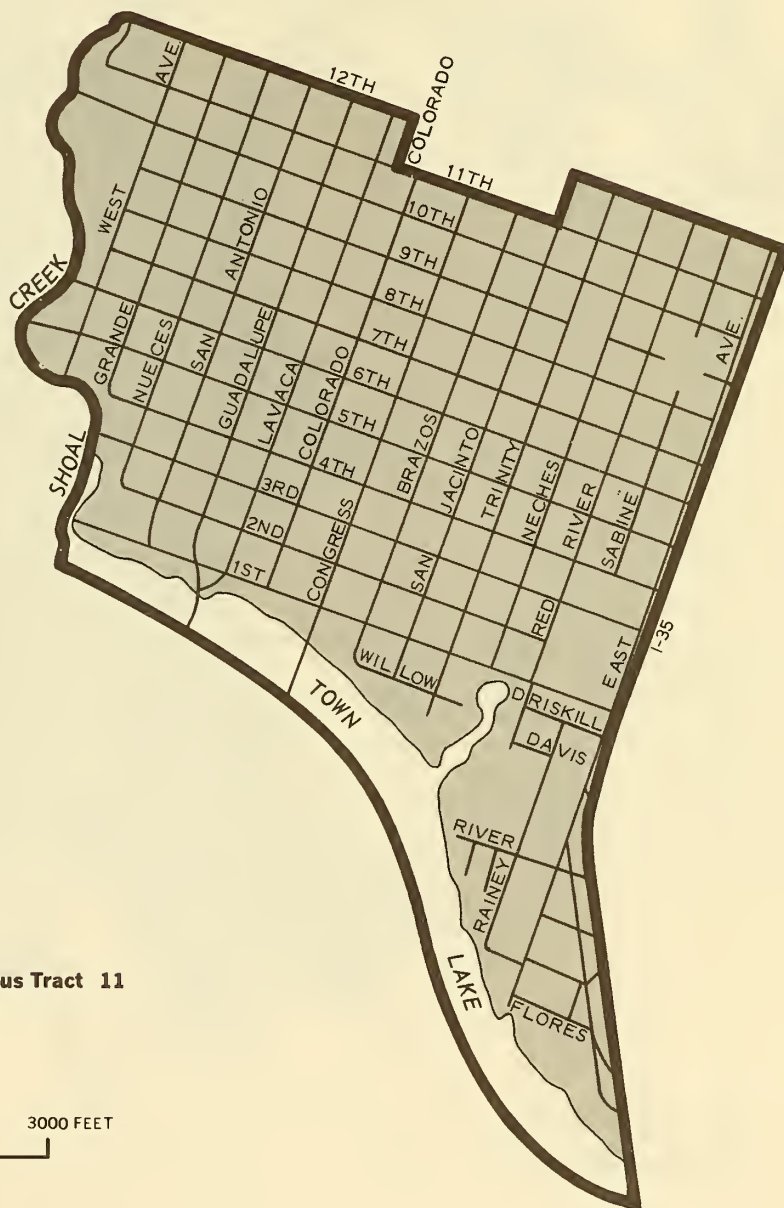 12TH
COLORADO
11TH
AVE.
WEST
ANTONIO
10TH
9TH
8TH
7TH
6TH
5TH
4TH
3RD
2ND
1ST
CREEK
SHOAL
GRANDE
NUECES
SAN
GUADALUPE
LAVACA
COLORADO
CONGRESS
BRAZOS
SAN
JACINTO
TRINITY
NECHES
RED
RIVER
SABINE
EAST
AVE.
I-35
WILLOW
DRISKILL
DAVIS
TOWN
LAKE
RIVER
RAINEY
FLORES
us Tract 11
3000 FEET